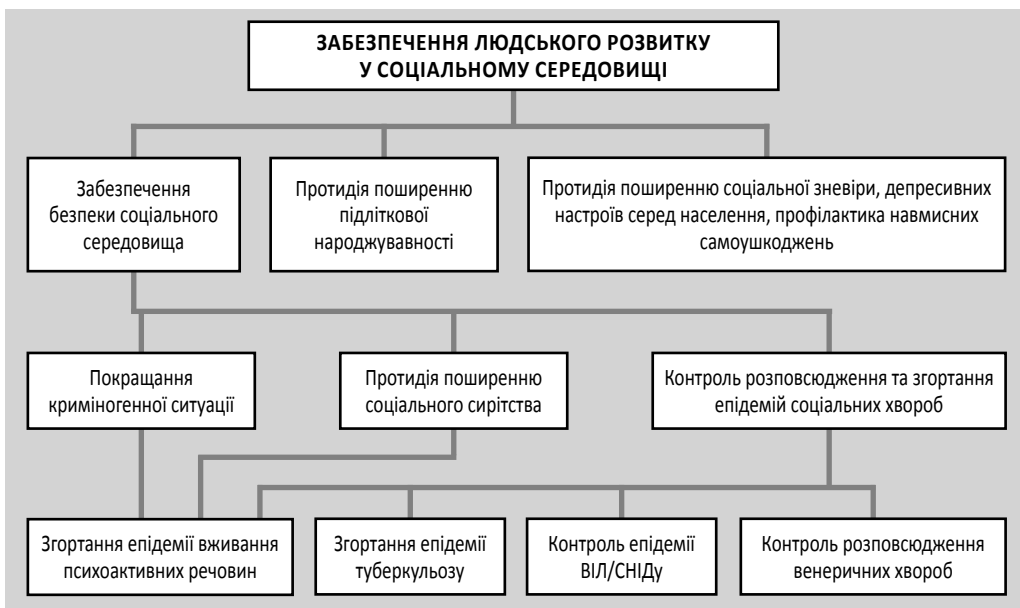 ЗАБЕЗПЕЧЕННЯ ЛЮДСЬКОГО РОЗВИТКУ
У СОЦІАЛЬНОМУ СЕРЕДОВИЩІ
Забезпечення
безпеки соціального
середовища
Протидія поширенню
підліткової
народжувавності
Протидія поширенню соціальної зневіри, депресивних
настроїв серед населення, профілактика навмисних
самоушкоджень
Покращання
криміногенної ситуації
Протидія поширенню
соціального сирітства
Контроль розповсюдження та згортання
епідемій соціальних хвороб
Згортання епідемії вживання
психоактивних речовин
Згортання епідемії
туберкульозу
Контроль епідемії
ВІЛ/СНІДу
Контроль розповсюдження
венеричних хвороб